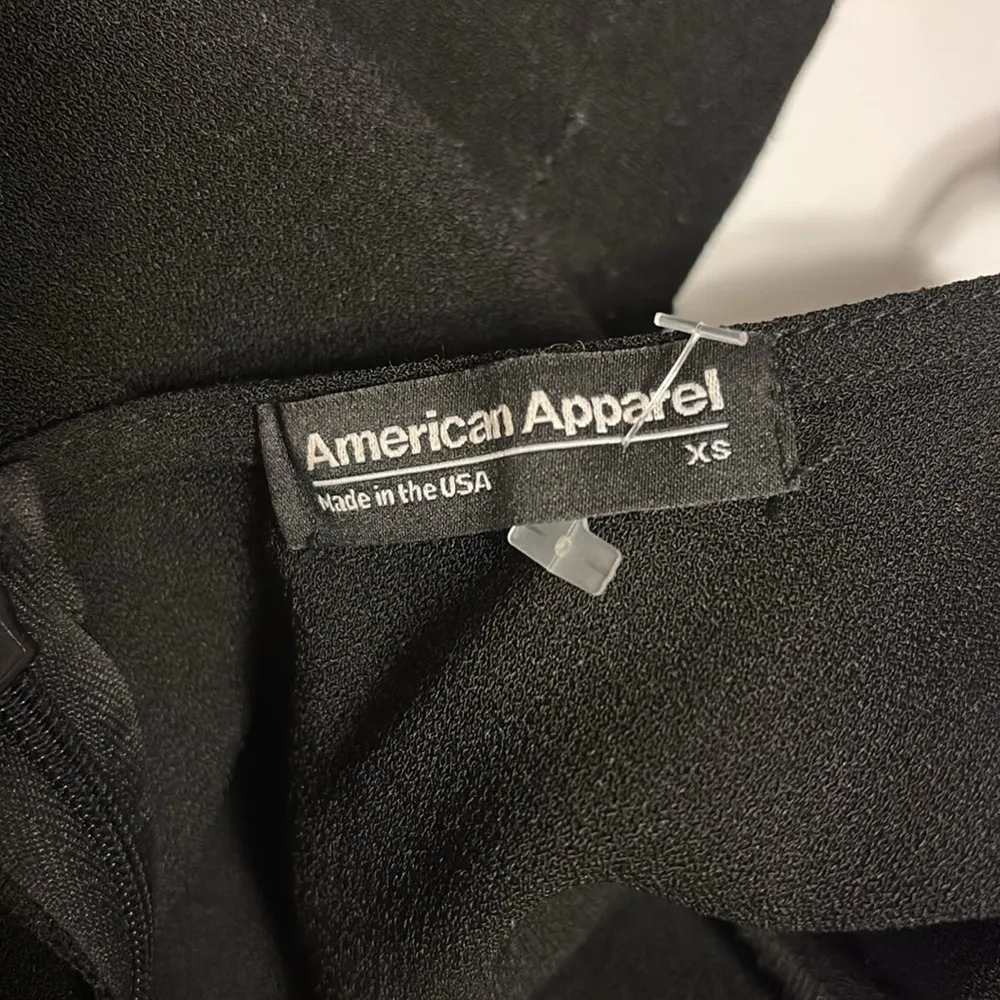 American Apparel
XS
Made in the USA